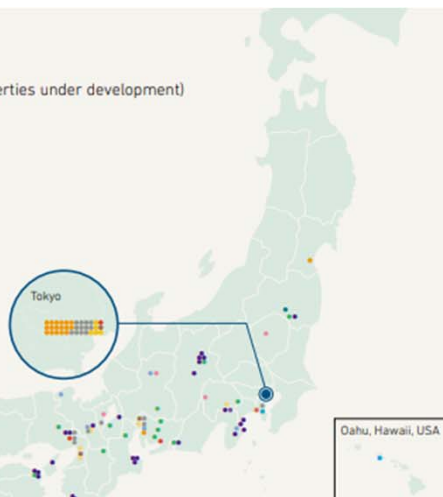 erties under development)
Tokyo
Oahu, Hawaii, USA